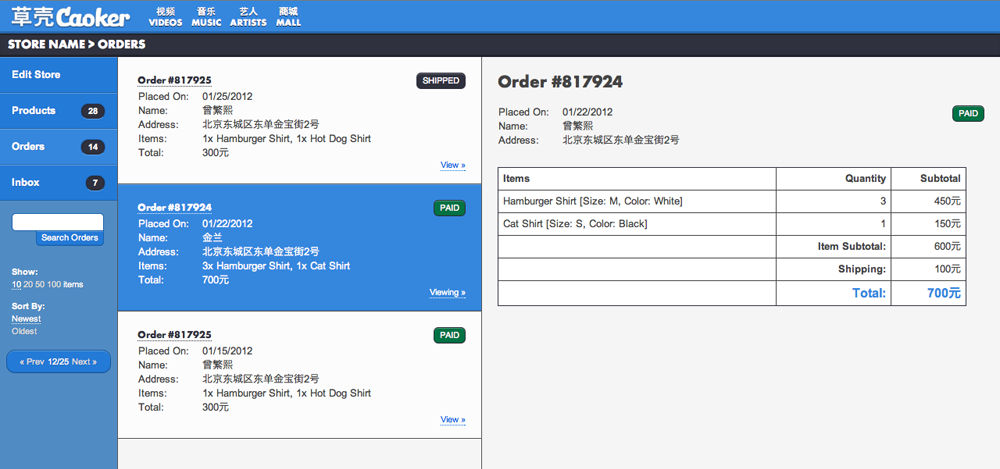 草壳Caoker
视频 音乐 艺人 商城
VIDEOS MUSIC ARTISTS MALL
STORE NAME > ORDERS
Edit Store
Products 28
Orders 14
Inbox 7
Search Orders
Show:
10 20 50 100 items
Sort By:
Newest
Oldest
« Prev 12/25 Next »
Order #817925 SHIPPED
Placed On: 01/25/2012
Name: 曾繁熙
Address: 北京东城区东单金宝街2号
Items: 1x Hamburger Shirt, 1x Hot Dog Shirt
Total: 300元
View »
Order #817924 PAID
Placed On: 01/22/2012
Name: 金兰
Address: 北京东城区东单金宝街2号
Items: 3x Hamburger Shirt, 1x Cat Shirt
Total: 700元
Viewing »
Order #817925 PAID
Placed On: 01/15/2012
Name: 曾繁熙
Address: 北京东城区东单金宝街2号
Items: 1x Hamburger Shirt, 1x Hot Dog Shirt
Total: 300元
View »
Order #817924
Placed On: 01/22/2012 PAID
Name: 曾繁熙
Address: 北京东城区东单金宝街2号
Items Quantity Subtotal
Hamburger Shirt [Size: M, Color: White] 3 450元
Cat Shirt [Size: S, Color: Black] 1 150元
Item Subtotal: 600元
Shipping: 100元
Total: 700元